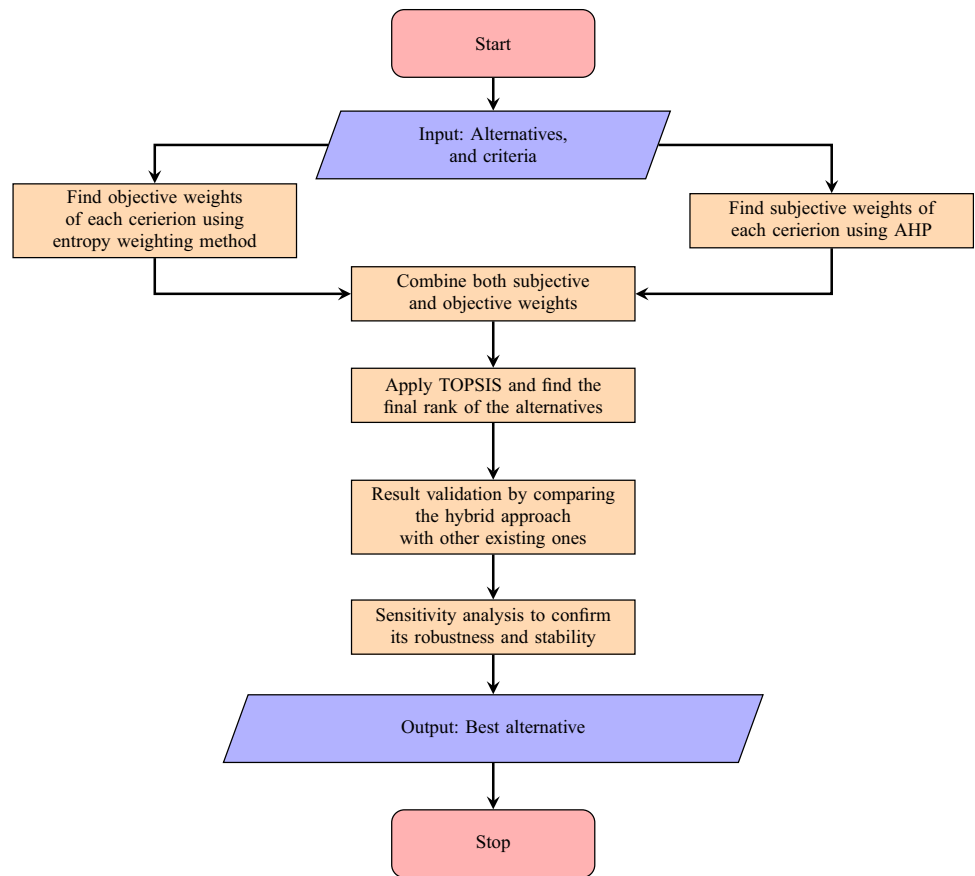 Start
Input: Alternatives,
and criteria
Find objective weights
of each cerierion using
entropy weighting method
Find subjective weights of
each cerierion using AHP
Combine both subjective
and objective weights
Apply TOPSIS and find the
final rank of the alternatives
Result validation by comparing
the hybrid approach
with other existing ones
Sensitivity analysis to confirm
its robustness and stability
Output: Best alternative
Stop